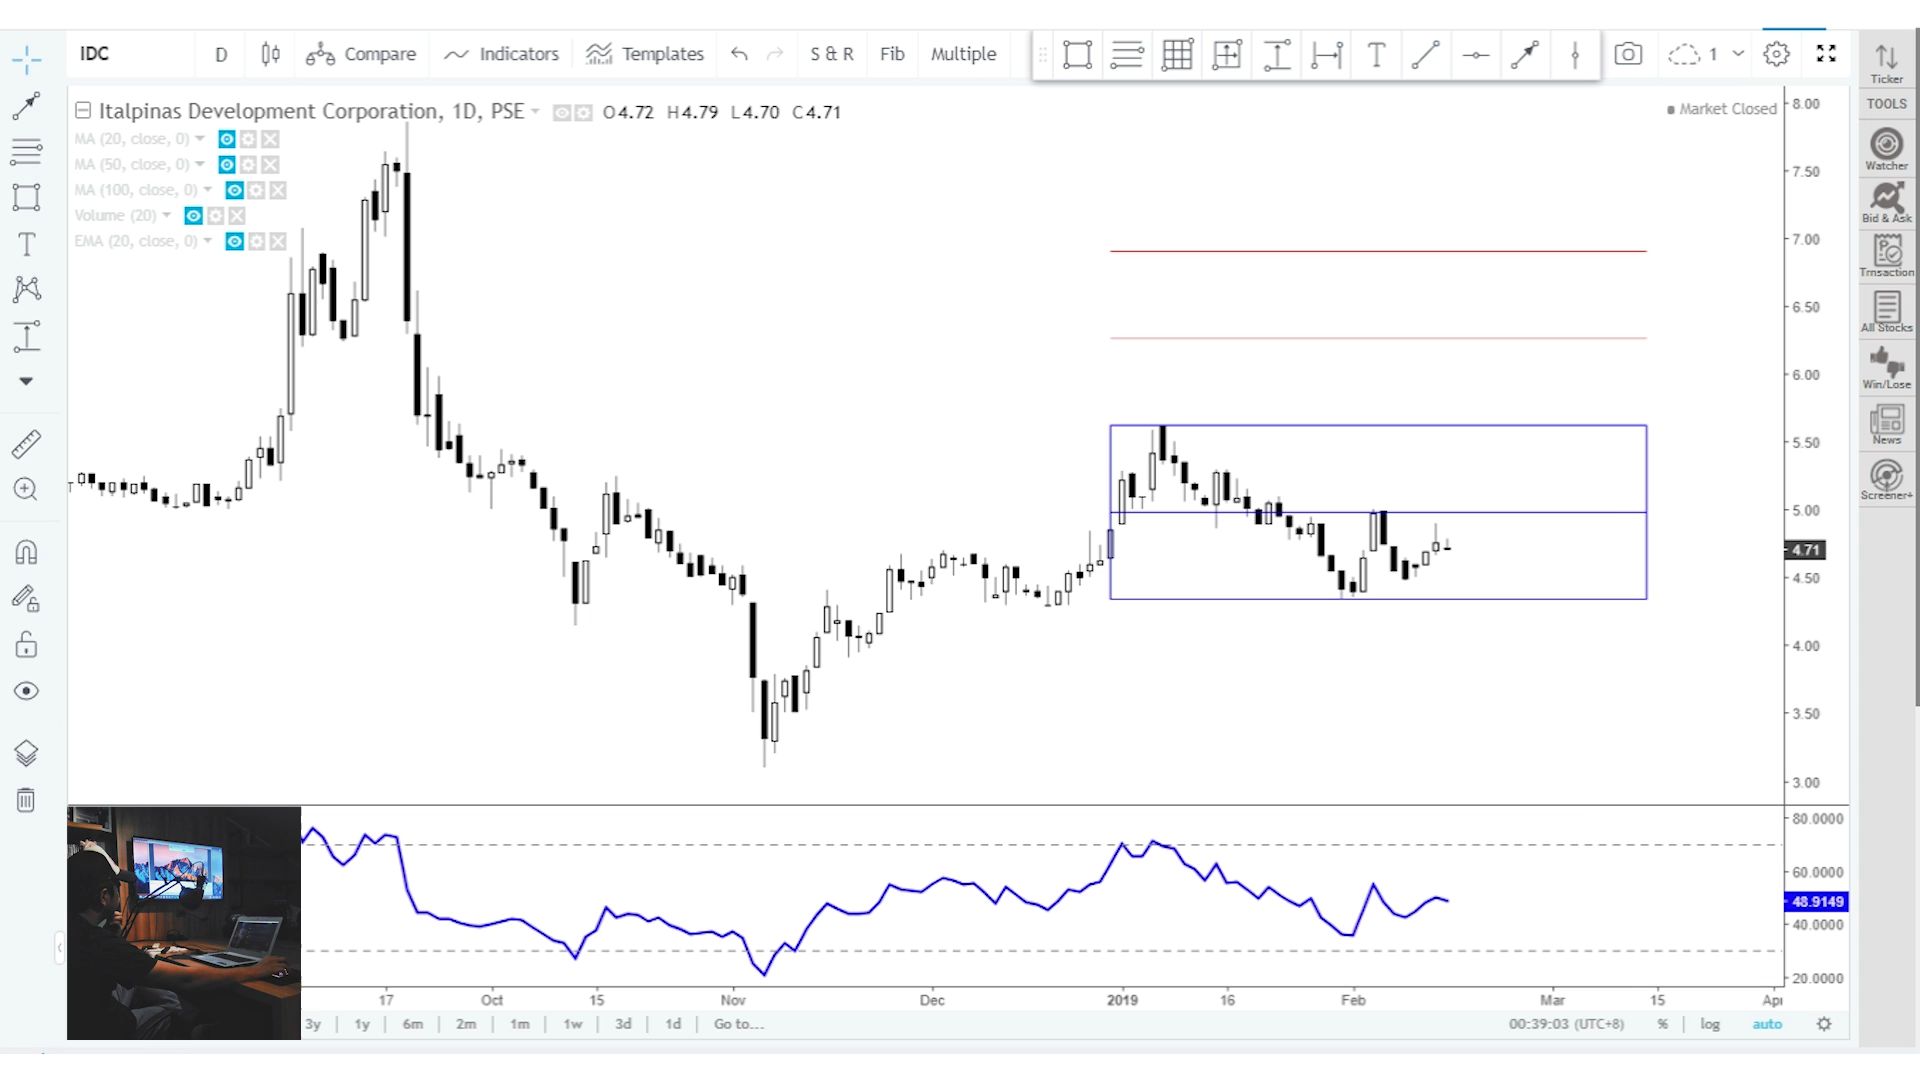 IDC D Compare Indicators Templates S & R Fib Multiple T 1
Ticker
TOOLS
Watcher
Bid & Ask
Trnsaction
All Stocks
Win/Lose
News
Screener+
Italpinas Development Corporation, 1D, PSE O4.72 H4.79 L4.70 C4.71
Market Closed
MA (20, close, 0)
MA (50, close, 0)
MA (100, close, 0)
Volume (20)
EMA (20, close, 0)
8.00
7.50
7.00
6.50
6.00
5.50
5.00
4.71
4.50
4.00
3.50
3.00
80.0000
60.0000
48.9149
40.0000
20.0000
17 Oct 15 Nov Dec 2019 16 Feb Mar 15 Apr
3y 1y 6m 2m 1m 1w 3d 1d Go to... 00:39:03 (UTC+8) % log auto